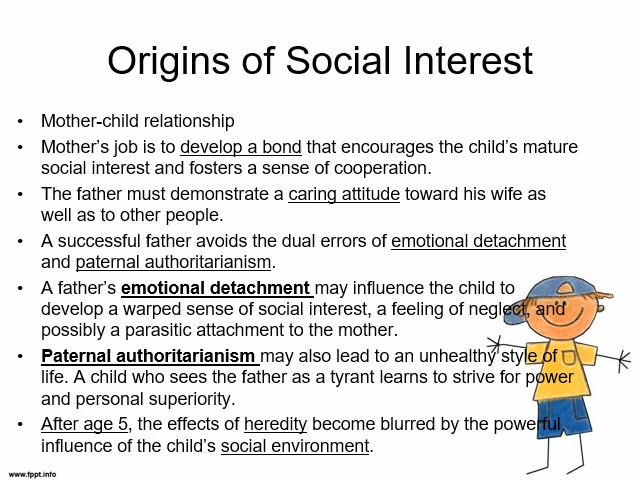 Origins of Social Interest
• Mother-child relationship
• Mother's job is to develop a bond that encourages the child's mature
social interest and fosters a sense of cooperation.
• The father must demonstrate a caring attitude toward his wife as
well as to other people.
• A successful father avoids the dual errors of emotional detachment
and paternal authoritarianism.
• A father's emotional detachment may influence the child to
develop a warped sense of social interest, a feeling of neglect, and
possibly a parasitic attachment to the mother.
• Paternal authoritarianism may also lead to an unhealthy style of
life. A child who sees the father as a tyrant learns to strive for power
and personal superiority.
• After age 5, the effects of heredity become blurred by the powerful
influence of the child's social environment.
www.fppt.info